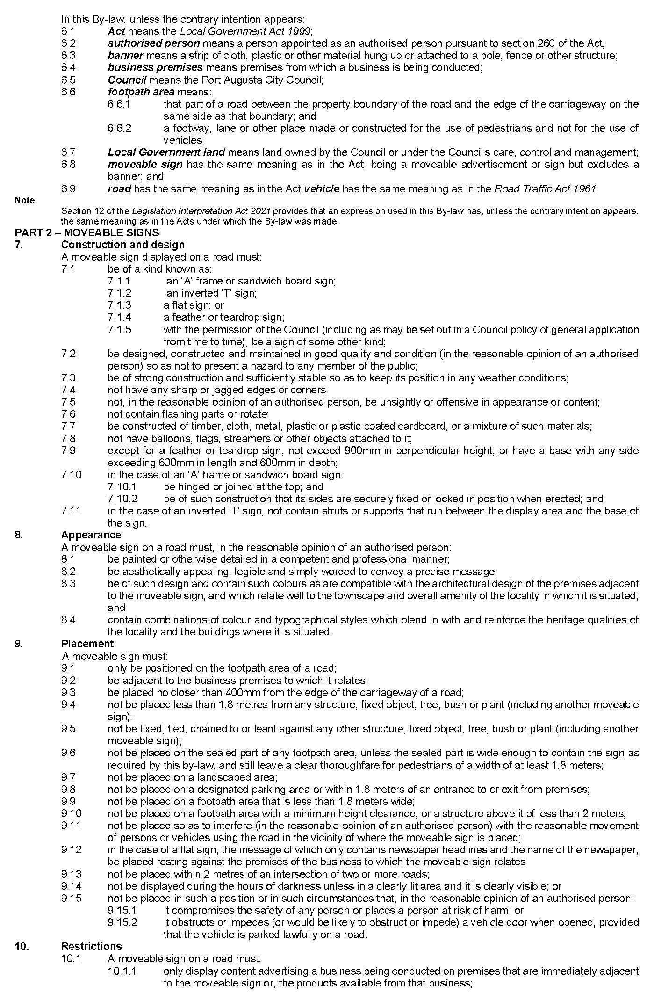 In this By-law, unless the contrary intention appears:
6.1 Act means the Local Government Act 1999;
6.2 authorised person means a person appointed as an authorised person pursuant to section 260 of the Act;
6.3 banner means a strip of cloth, plastic or other material hung up or attached to a pole, fence or other structure;
6.4 business premises means premises from which a business is being conducted;
6.5 Council means the Port Augusta City Council;
6.6 footpath area means:
6.6.1 that part of a road between the property boundary of the road and the edge of the carriageway on the
same side as that boundary; and
6.6.2 a footway, lane or other place made or constructed for the use of pedestrians and not for the use of
vehicles;
6.7 Local Government land means land owned by the Council or under the Council's care, control and management;
6.8 moveable sign has the same meaning as in the Act, being a moveable advertisement or sign but excludes a
banner; and
6.9 road has the same meaning as in the Act vehicle has the same meaning as in the Road Traffic Act 1961.
Note
Section 12 of the Legislation Interpretation Act 2021 provides that an expression used in this By-law has, unless the contrary intention appears,
the same meaning as in the Acts under which the By-law was made.
PART 2 – MOVEABLE SIGNS
7. Construction and design
A moveable sign displayed on a road must:
7.1 be of a kind known as:
7.1.1 an ‘A’ frame or sandwich board sign;
7.1.2 an inverted 'T' sign;
7.1.3 a flat sign; or
7.1.4 a feather or teardrop sign;
7.1.5 with the permission of the Council (including as may be set out in a Council policy of general application
from time to time), be a sign of some other kind;
7.2 be designed, constructed and maintained in good quality and condition (in the reasonable opinion of an authorised
person) so as not to present a hazard to any member of the public;
7.3 be of strong construction and sufficiently stable so as to keep its position in any weather conditions;
7.4 not have any sharp or jagged edges or corners;
7.5 not, in the reasonable opinion of an authorised person, be unsightly or offensive in appearance or content;
7.6 not contain flashing parts or rotate;
7.7 be constructed of timber, cloth, metal, plastic or plastic coated cardboard, or a mixture of such materials;
7.8 not have balloons, flags, streamers or other objects attached to it;
7.9 except for a feather or teardrop sign, not exceed 900mm in perpendicular height, or have a base with any side
exceeding 600mm in length and 600mm in depth;
7.10 in the case of an ‘A’ frame or sandwich board sign:
7.10.1 be hinged or joined at the top; and
7.10.2 be of such construction that its sides are securely fixed or locked in position when erected; and
7.11 in the case of an inverted 'T' sign, not contain struts or supports that run between the display area and the base of
the sign.
8. Appearance
A moveable sign on a road must, in the reasonable opinion of an authorised person:
8.1 be painted or otherwise detailed in a competent and professional manner;
8.2 be aesthetically appealing, legible and simply worded to convey a precise message;
8.3 be of such design and contain such colours as are compatible with the architectural design of the premises adjacent
to the moveable sign, and which relate well to the townscape and overall amenity of the locality in which it is situated;
and
8.4 contain combinations of colour and typographical styles which blend in with and reinforce the heritage qualities of
the locality and the buildings where it is situated.
9. Placement
A moveable sign must:
9.1 only be positioned on the footpath area of a road;
9.2 be adjacent to the business premises to which it relates;
9.3 be placed no closer than 400mm from the edge of the carriageway of a road;
9.4 not be placed less than 1.8 metres from any structure, fixed object, tree, bush or plant (including another moveable
sign);
9.5 not be fixed, tied, chained to or leant against any other structure, fixed object, tree, bush or plant (including another
moveable sign);
9.6 not be placed on the sealed part of any footpath area, unless the sealed part is wide enough to contain the sign as
required by this by-law, and still leave a clear thoroughfare for pedestrians of a width of at least 1.8 meters;
9.7 not be placed on a landscaped area;
9.8 not be placed on a designated parking area or within 1.8 meters of an entrance to or exit from premises;
9.9 not be placed on a footpath area that is less than 1.8 meters wide;
9.10 not be placed on a footpath area with a minimum height clearance, or a structure above it of less than 2 meters;
9.11 not be placed so as to interfere (in the reasonable opinion of an authorised person) with the reasonable movement
of persons or vehicles using the road in the vicinity of where the moveable sign is placed;
9.12 in the case of a flat sign, the message of which only contains newspaper headlines and the name of the newspaper,
be placed resting against the premises of the business to which the moveable sign relates;
9.13 not be placed within 2 metres of an intersection of two or more roads;
9.14 not be displayed during the hours of darkness unless in a clearly lit area and it is clearly visible; or
9.15 not be placed in such a position or in such circumstances that, in the reasonable opinion of an authorised person:
9.15.1 it compromises the safety of any person or places a person at risk of harm; or
9.15.2 it obstructs or impedes (or would be likely to obstruct or impede) a vehicle door when opened, provided
that the vehicle is parked lawfully on a road.
10. Restrictions
10.1 A moveable sign on a road must:
10.1.1 only display content advertising a business being conducted on premises that are immediately adjacent
to the moveable sign or, the products available from that business;